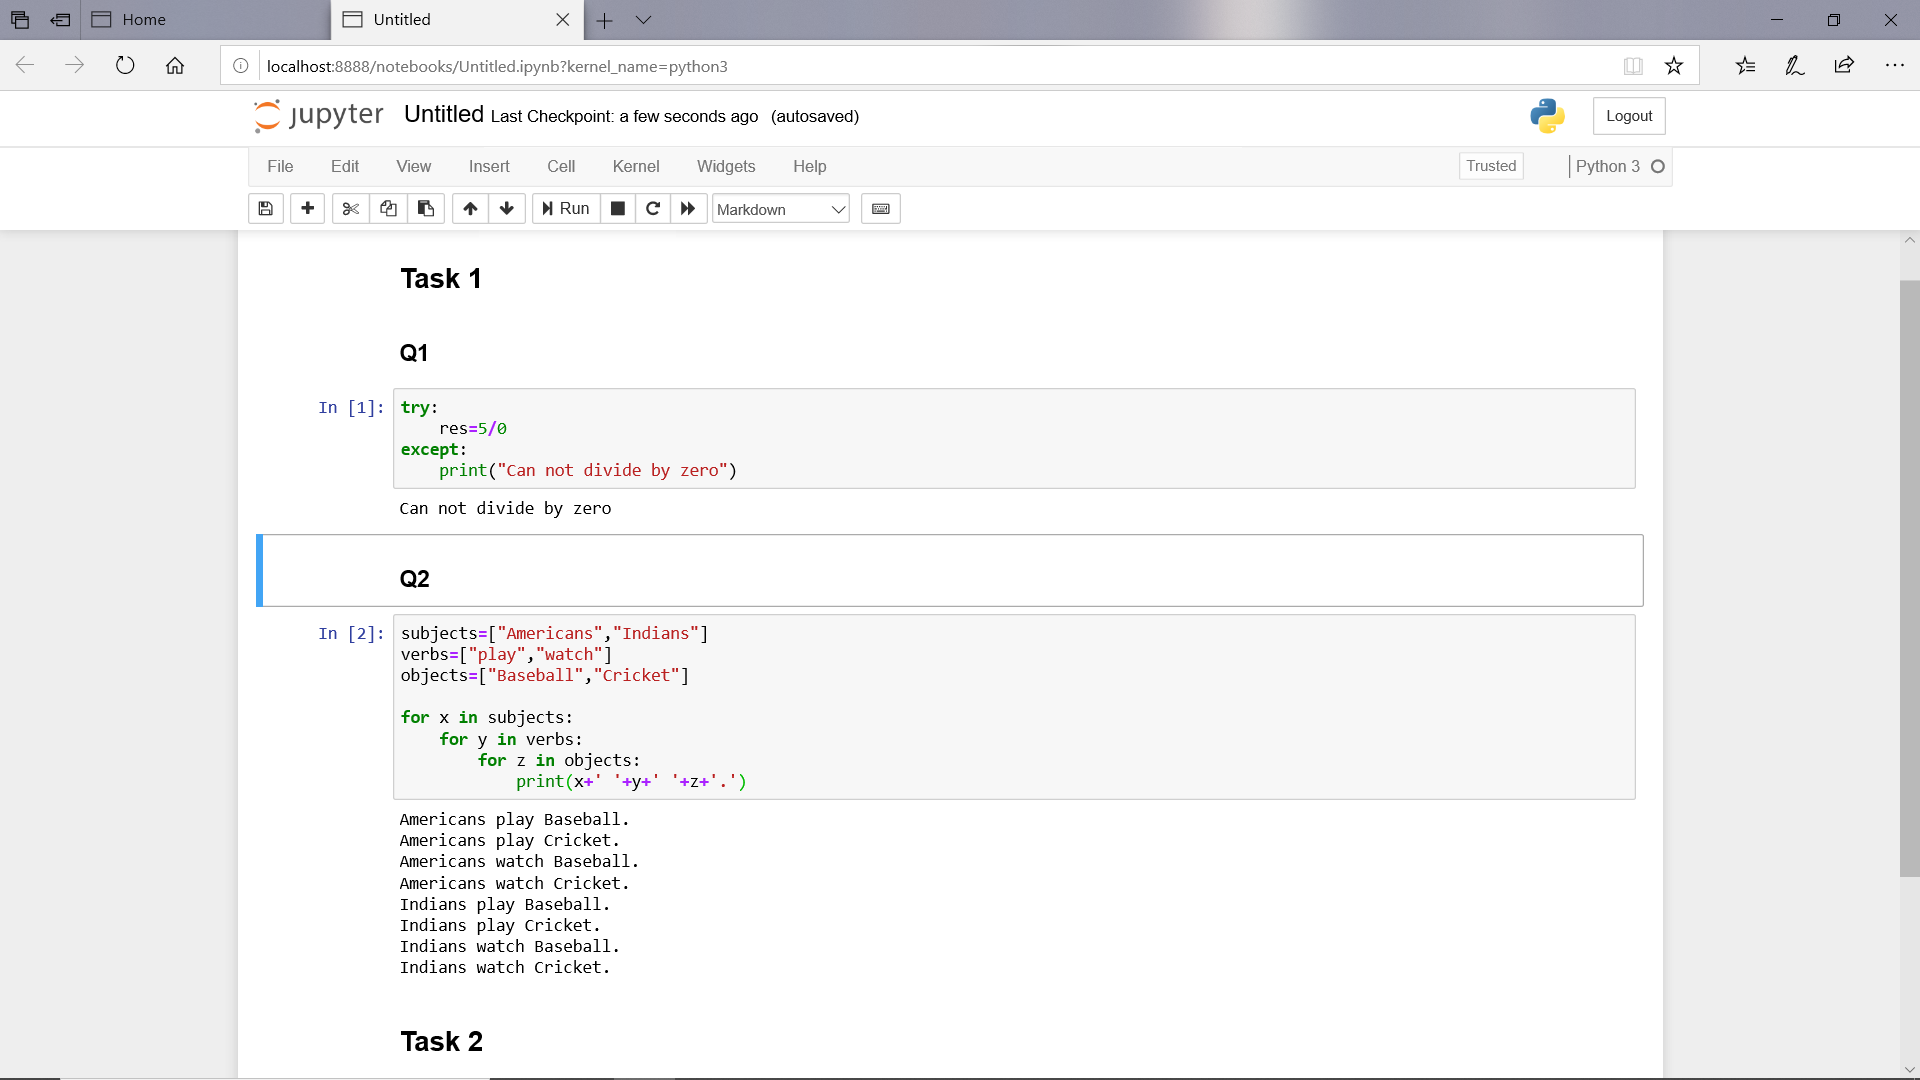 Home
Untitled
localhost:8888/notebooks/Untitled.ipynb?kernel_name=python3
jupyter Untitled Last Checkpoint: a few seconds ago (autosaved)
Logout
File Edit View Insert Cell Kernel Widgets Help
Trusted
Python 3
Run
Markdown
Task 1
Q1
In [1]:
try:
    res=5/0
except:
    print("Can not divide by zero")
Can not divide by zero
Q2
In [2]:
subjects=["Americans","Indians"]
verbs=["play","watch"]
objects=["Baseball","Cricket"]
for x in subjects:
    for y in verbs:
        for z in objects:
            print(x+' '+y+' '+z+'.')
Americans play Baseball.
Americans play Cricket.
Americans watch Baseball.
Americans watch Cricket.
Indians play Baseball.
Indians play Cricket.
Indians watch Baseball.
Indians watch Cricket.
Task 2